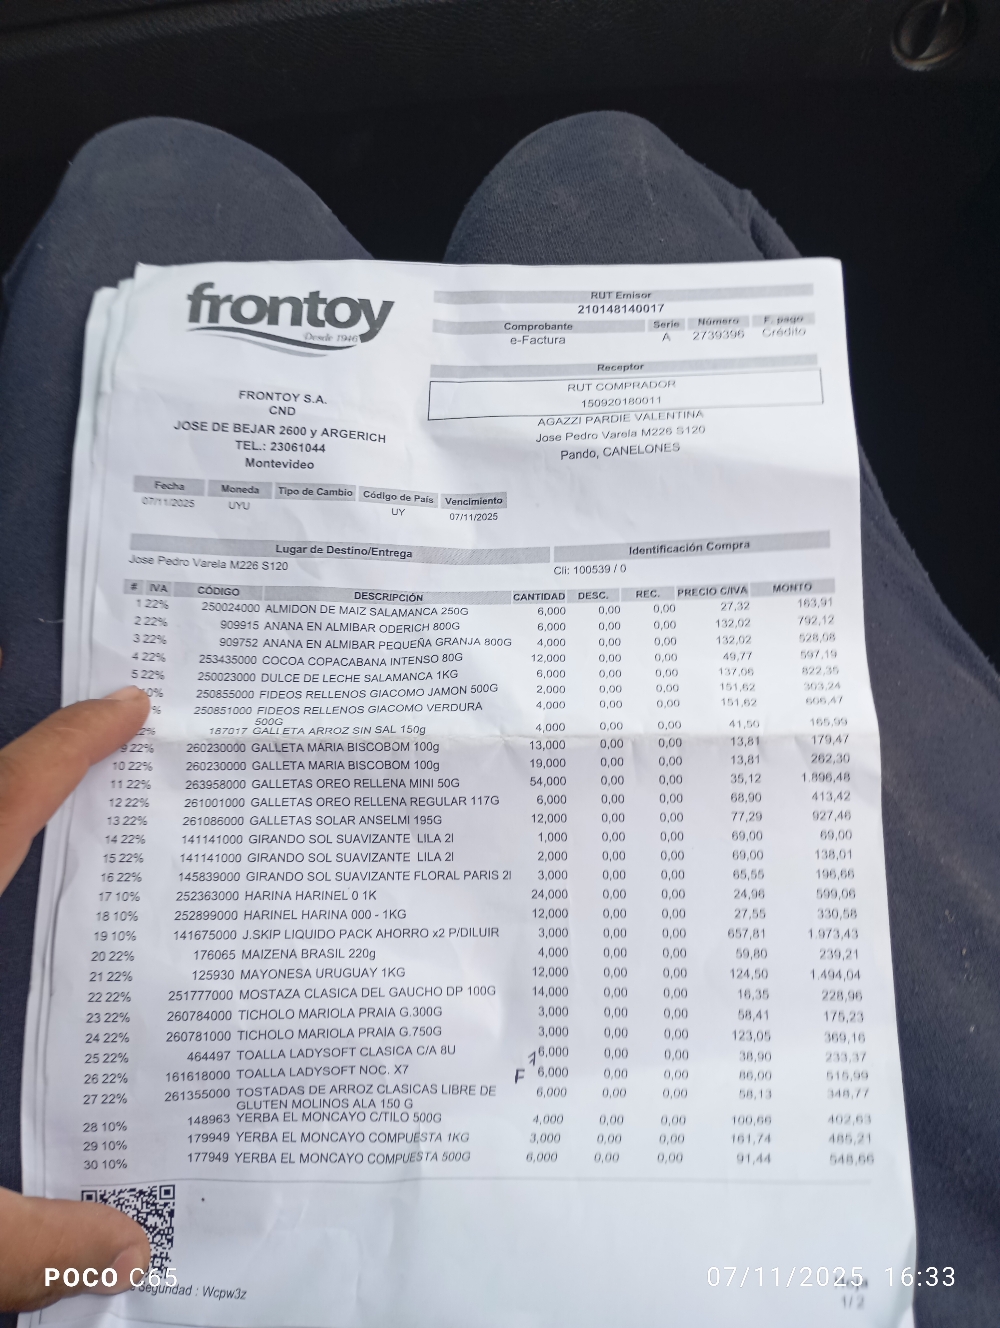 frontoy
Desde 1946
RUT Emisor
210148140017
Comprobante Serie Número F. pago
e-Factura A 2739396 Crédito
Receptor
RUT COMPRADOR
150920180011
AGAZZI PARDIE VALENTINA
Jose Pedro Varela M226 S120
Pando, CANELONES
FRONTOY S.A.
CND
JOSE DE BEJAR 2600 y ARGERICH
TEL.: 23061044
Montevideo
Fecha Moneda Tipo de Cambio Código de País Vencimiento
07/11/2025 UYU UY 07/11/2025
Lugar de Destino/Entrega Identificación Compra
Jose Pedro Varela M226 S120 Cli: 100539 / 0
# IVA CÓDIGO DESCRIPCIÓN CANTIDAD DESC. REC. PRECIO C/IVA MONTO
1 22% 250024000 ALMIDON DE MAIZ SALAMANCA 250G 6,000 0,00 0,00 27,32 163,91
2 22% 909915 ANANA EN ALMIBAR ODERICH 800G 6,000 0,00 0,00 132,02 792,12
3 22% 909752 ANANA EN ALMIBAR PEQUEÑA GRANJA 800G 4,000 0,00 0,00 132,02 528,08
4 22% 253435000 COCOA COPACABANA INTENSO 80G 12,000 0,00 0,00 49,77 597,19
5 22% 250023000 DULCE DE LECHE SALAMANCA 1KG 6,000 0,00 0,00 137,06 822,35
10% 250855000 FIDEOS RELLENOS GIACOMO JAMON 500G 2,000 0,00 0,00 151,62 303,24
% 250851000 FIDEOS RELLENOS GIACOMO VERDURA 4,000 0,00 0,00 151,62 606,47
500G
2% 187017 GALLETA ARROZ SIN SAL 150g 4,000 0,00 0,00 41,50 165,99
9 22% 260230000 GALLETA MARIA BISCOBOM 100g 13,000 0,00 0,00 13,81 179,47
10 22% 260230000 GALLETA MARIA BISCOBOM 100g 19,000 0,00 0,00 13,81 262,30
11 22% 263958000 GALLETAS OREO RELLENA MINI 50G 54,000 0,00 0,00 35,12 1.896,48
12 22% 261001000 GALLETAS OREO RELLENA REGULAR 117G 6,000 0,00 0,00 68,90 413,42
13 22% 261086000 GALLETAS SOLAR ANSELMI 195G 12,000 0,00 0,00 77,29 927,46
14 22% 141141000 GIRANDO SOL SUAVIZANTE LILA 2l 1,000 0,00 0,00 69,00 69,00
15 22% 141141000 GIRANDO SOL SUAVIZANTE LILA 2l 2,000 0,00 0,00 69,00 138,01
16 22% 145839000 GIRANDO SOL SUAVIZANTE FLORAL PARIS 2l 3,000 0,00 0,00 65,55 196,66
17 10% 252363000 HARINA HARINEL 0 1K 24,000 0,00 0,00 24,96 599,06
18 10% 252899000 HARINEL HARINA 000 - 1KG 12,000 0,00 0,00 27,55 330,58
19 10% 141675000 J.SKIP LIQUIDO PACK AHORRO x2 P/DILUIR 3,000 0,00 0,00 657,81 1.973,43
20 22% 176065 MAIZENA BRASIL 220g 4,000 0,00 0,00 59,80 239,21
21 22% 125930 MAYONESA URUGUAY 1KG 12,000 0,00 0,00 124,50 1.494,04
22 22% 251777000 MOSTAZA CLASICA DEL GAUCHO DP 100G 14,000 0,00 0,00 16,35 228,96
23 22% 260784000 TICHOLO MARIOLA PRAIA G.300G 3,000 0,00 0,00 58,41 175,23
24 22% 260781000 TICHOLO MARIOLA PRAIA G.750G 3,000 0,00 0,00 123,05 369,16
25 22% 464497 TOALLA LADYSOFT CLASICA C/A 8U 6,000 0,00 0,00 38,90 233,37
26 22% 161618000 TOALLA LADYSOFT NOC. X7 F 6,000 0,00 0,00 86,00 515,99
27 22% 261355000 TOSTADAS DE ARROZ CLASICAS LIBRE DE 6,000 0,00 0,00 58,13 348,77
GLUTEN MOLINOS ALA 150 G
28 10% 148963 YERBA EL MONCAYO C/TILO 500G 4,000 0,00 0,00 100,66 402,63
29 10% 179949 YERBA EL MONCAYO COMPUESTA 1KG 3,000 0,00 0,00 161,74 485,21
30 10% 177949 YERBA EL MONCAYO COMPUESTA 500G 6,000 0,00 0,00 91,44 548,66
Seguridad : Wcpw3z
1/ 2
POCO C65
07/11/2025 16:33